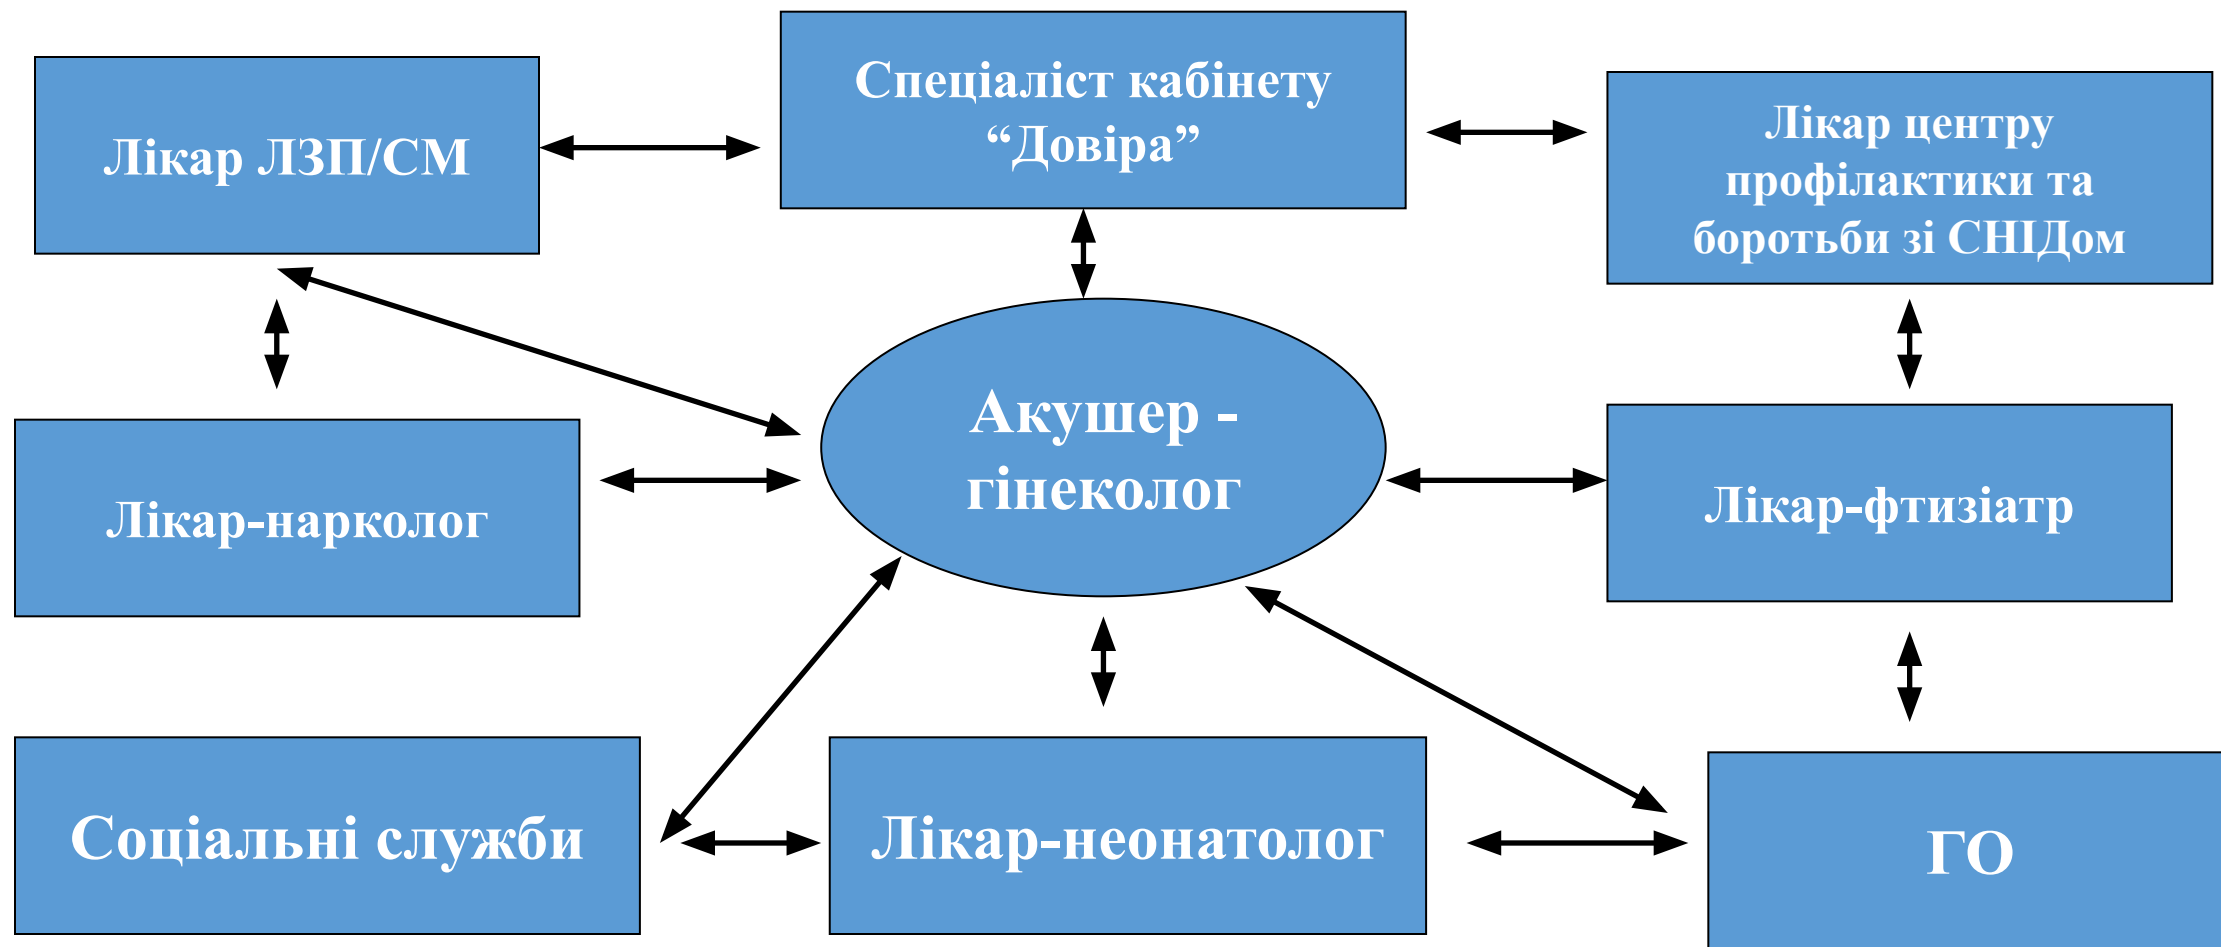 Лікар ЛЗП/СМ
Спеціаліст кабінету
“Довіра”
Лікар центру
профілактики та
боротьби зі СНІДом
Акушер -
гінеколог
Лікар-нарколог
Лікар-фтизіатр
Соціальні служби
Лікар-неонатолог
ГО